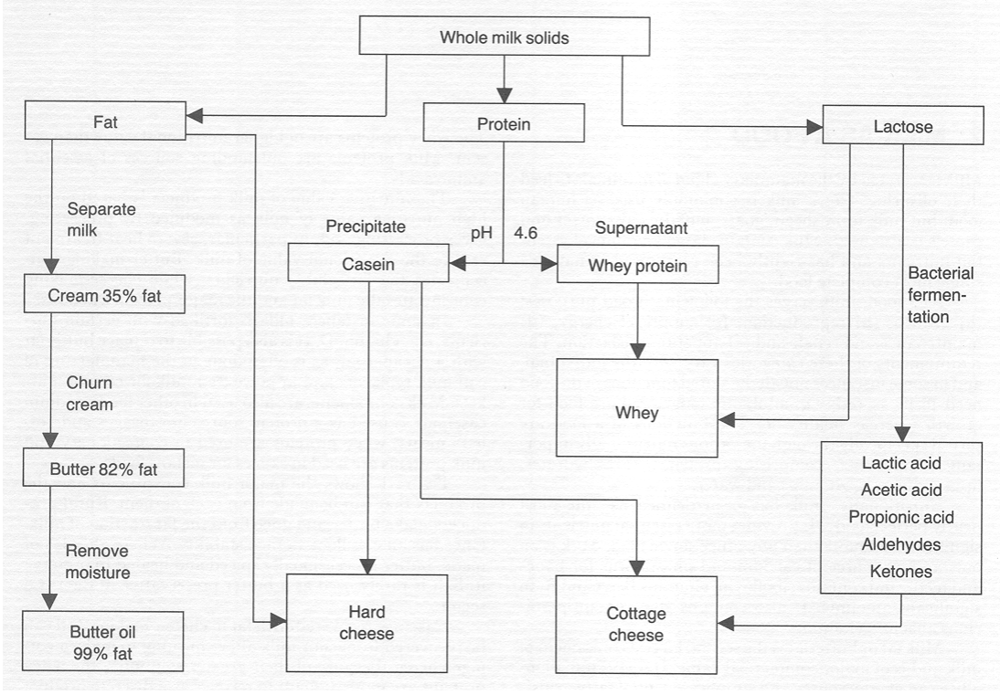 Whole milk solids
Fat
Protein
Lactose
Separate
milk
Precipitate
pH 4.6
Supernatant
Casein
Whey protein
Cream 35% fat
Bacterial
fermen-
tation
Churn
cream
Whey
Butter 82% fat
Lactic acid
Acetic acid
Propionic acid
Aldehydes
Ketones
Remove
moisture
Hard
cheese
Cottage
cheese
Butter oil
99% fat